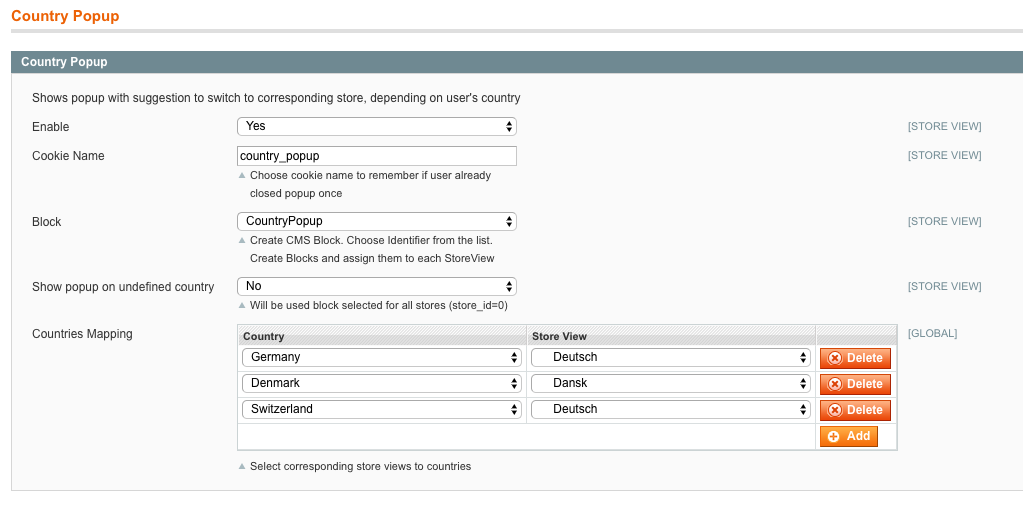 Country Popup
Country Popup
Shows popup with suggestion to switch to corresponding store, depending on user's country
Enable Yes [STORE VIEW]
Cookie Name country_popup [STORE VIEW]
Choose cookie name to remember if user already
closed popup once
Block CountryPopup [STORE VIEW]
Create CMS Block. Choose Identifier from the list.
Create Blocks and assign them to each StoreView
Show popup on undefined country No [STORE VIEW]
Will be used block selected for all stores (store_id=0)
Countries Mapping Country Store View [GLOBAL]
Germany Deutsch Delete
Denmark Dansk Delete
Switzerland Deutsch Delete
Add
Select corresponding store views to countries